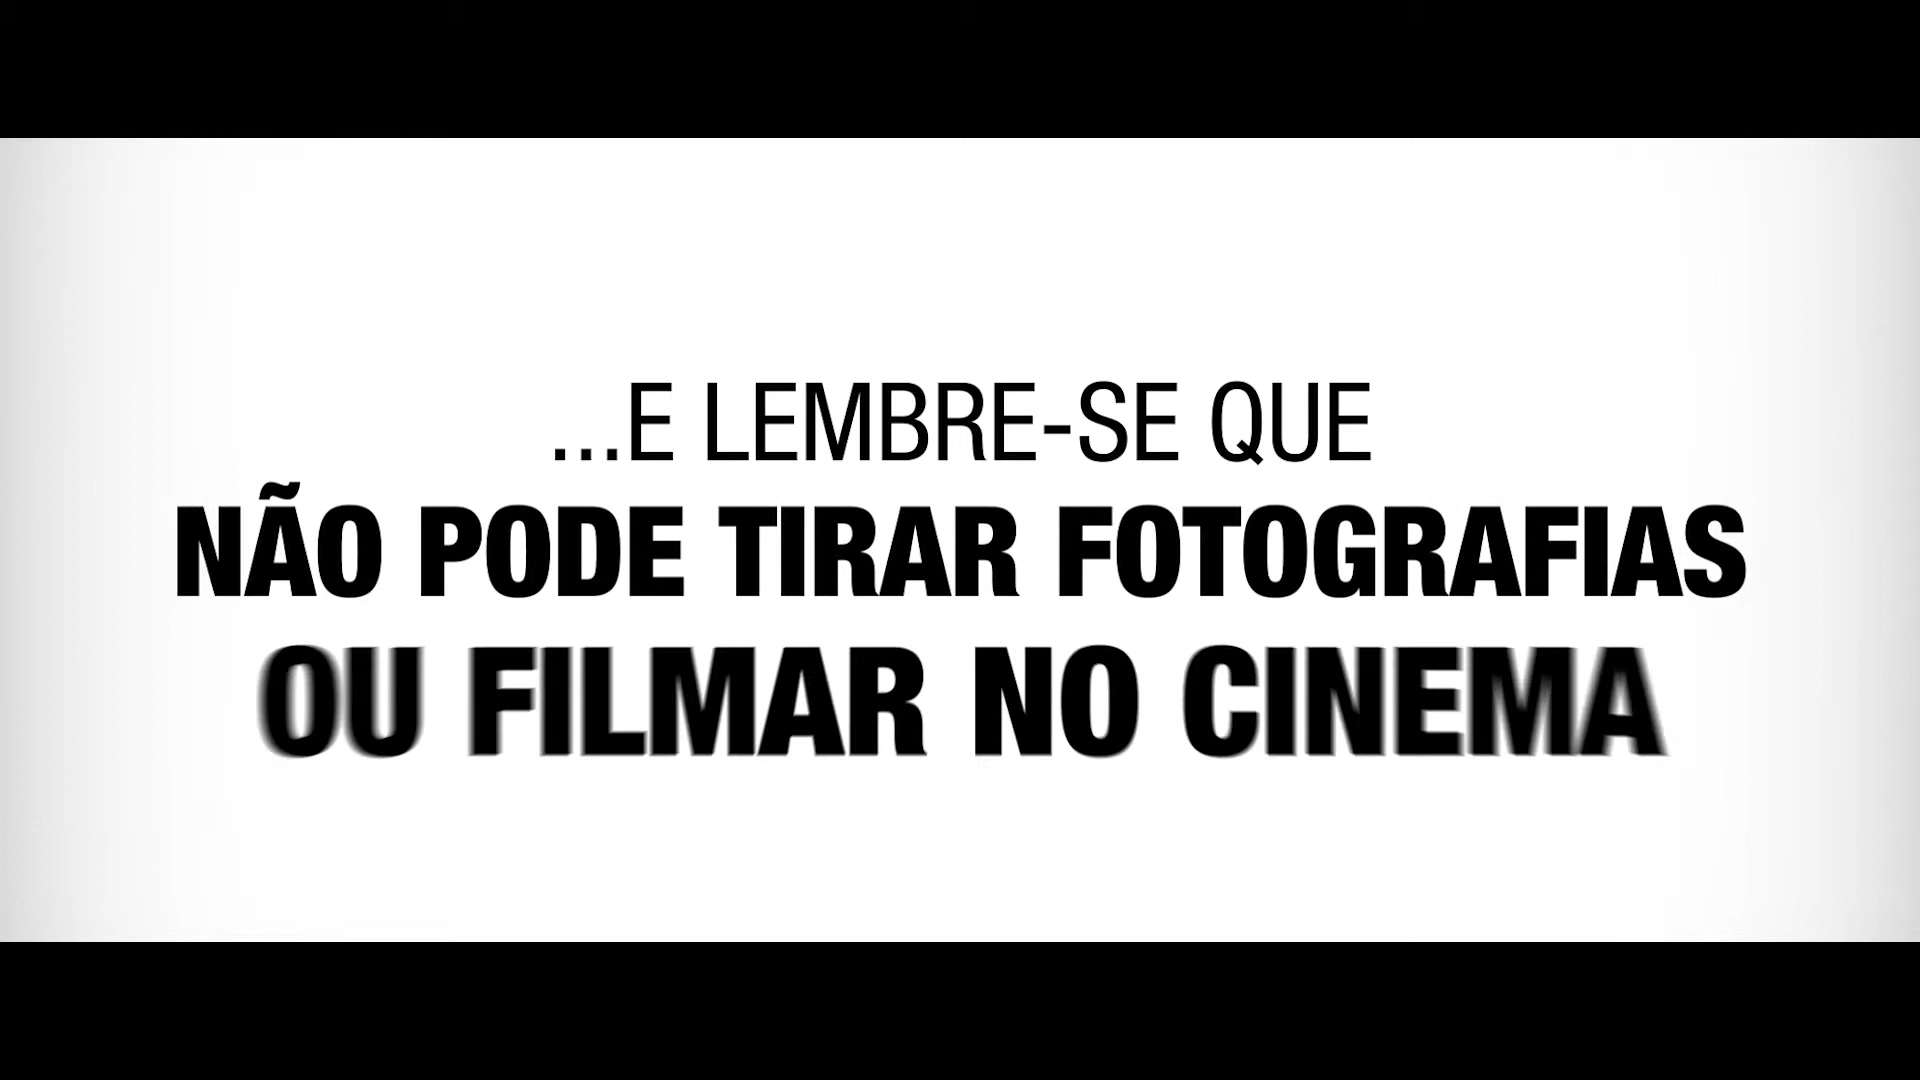 ...E LEMBRE-SE QUE
NÃO PODE TIRAR FOTOGRAFIAS
OU FILMAR NO CINEMA